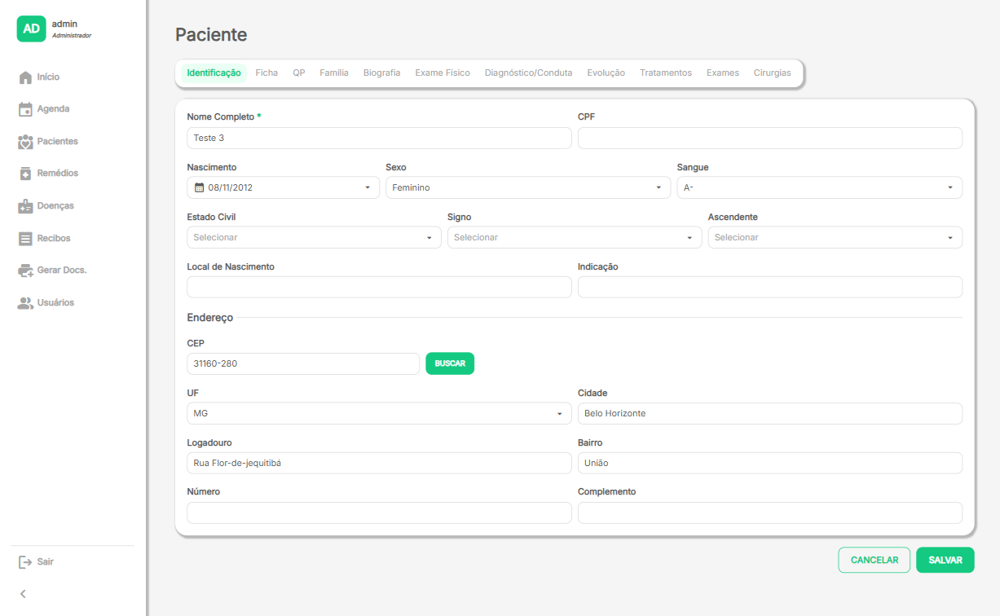 AD
admin
Administrador
Início
Agenda
Pacientes
Remédios
Doenças
Recibos
Gerar Docs.
Usuários
Sair
Paciente
Identificação Ficha QP Família Biografia Exame Físico Diagnóstico/Conduta Evolução Tratamentos Exames Cirurgias
Nome Completo * CPF
Teste 3
Nascimento Sexo Sangue
08/11/2012 Feminino A-
Estado Civil Signo Ascendente
Selecionar Selecionar Selecionar
Local de Nascimento Indicação
Endereço
CEP
31160-280 BUSCAR
UF Cidade
MG Belo Horizonte
Logadouro Bairro
Rua Flor-de-jequitibá União
Número Complemento
CANCELAR SALVAR